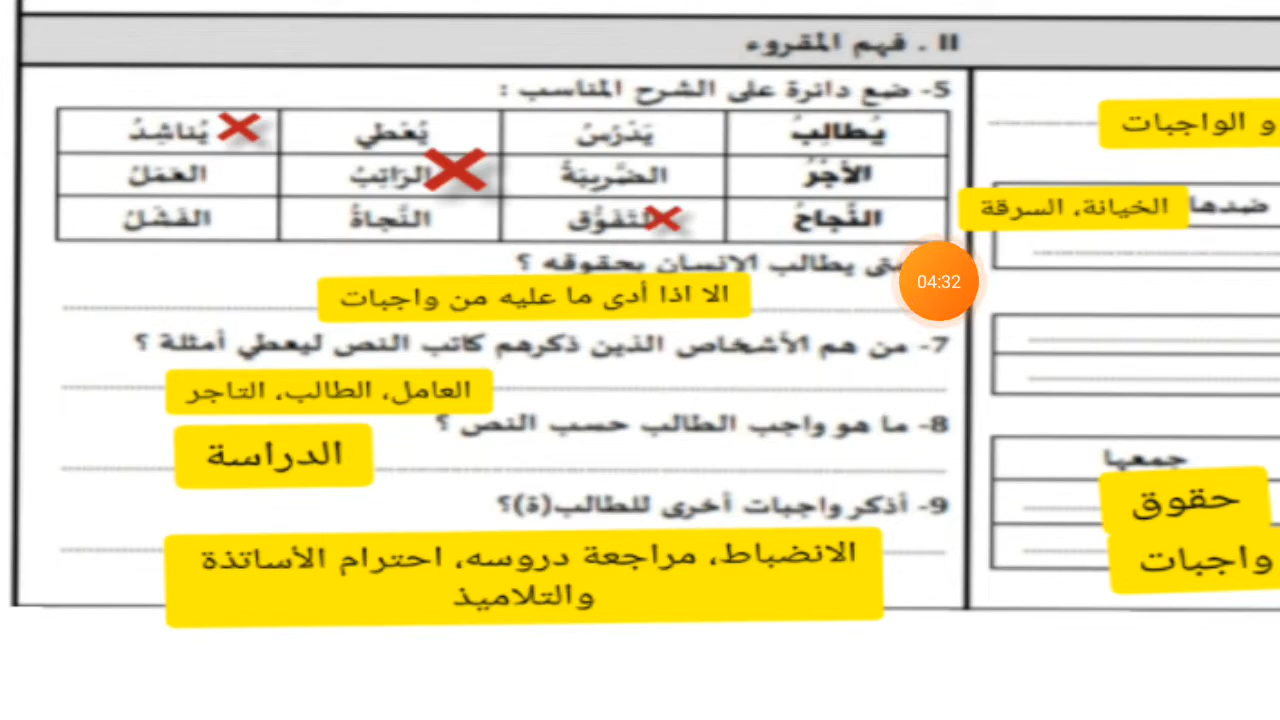 II . فهم المقروء
و الواجبات
ضدها الخيانة، السرقة
جمعها
حقوق
واجبات
5- ضع دائرة على الشرح المناسب :
يُطالِبُ يَدْرُسُ يُعْطي يُناشِدُ
الأجْرُ الضَّرِيبَةُ الرَاتِبُ العَمَلُ
النَّجاحُ التفَوُّق النَّجاةُ الفَشَلُ
متى يطالب الإنسان بحقوقه ؟
الا اذا أدى ما عليه من واجبات
7- من هم الأشخاص الذين ذكرهم كاتب النص ليعطي أمثلة ؟
العامل، الطالب، التاجر
8- ما هو واجب الطالب حسب النص ؟
الدراسة
9- أذكر واجبات أخرى للطالب(ة)؟
الانضباط، مراجعة دروسه، احترام الأساتذة
والتلاميذ
04:32